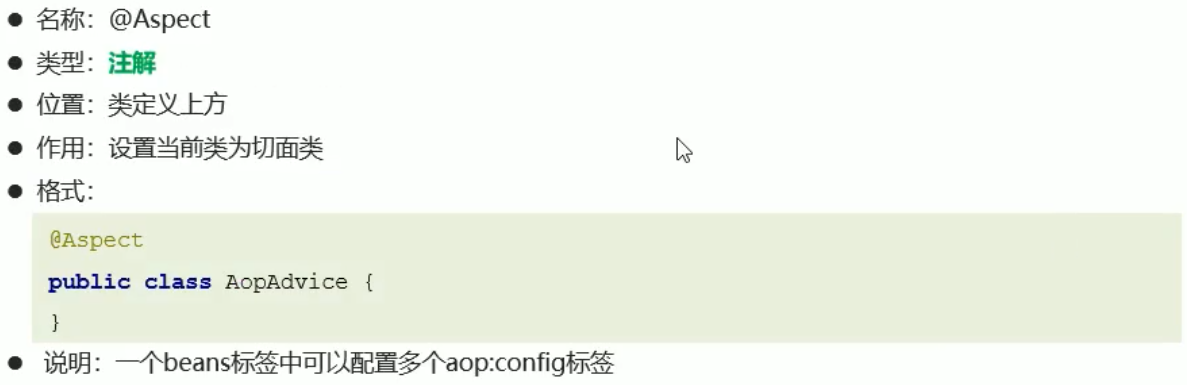 ● 名称：@Aspect
● 类型：注解
● 位置：类定义上方
● 作用：设置当前类为切面类
● 格式：
@Aspect
public class AopAdvice {
}
● 说明：一个beans标签中可以配置多个aop:config标签